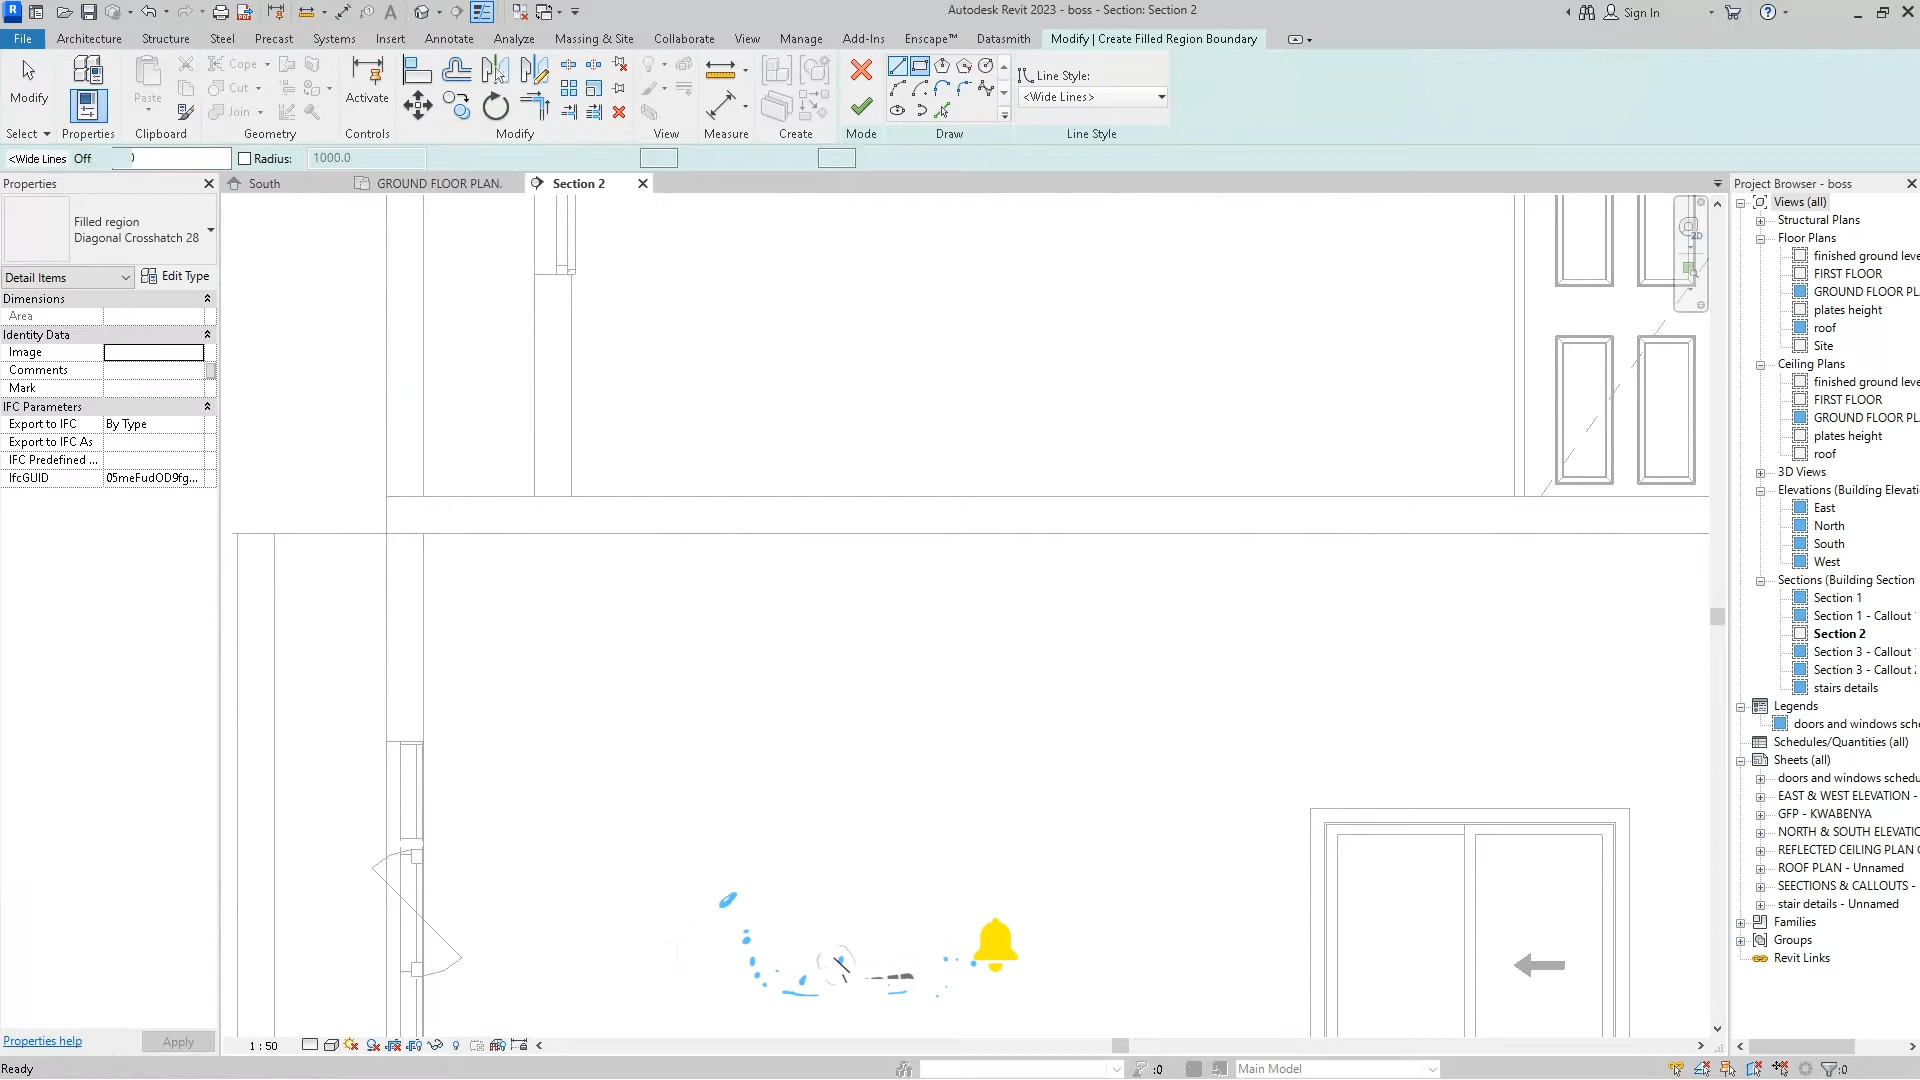 Autodesk Revit 2023 - boss - Section: Section 2
Sign In
File
Architecture
Structure
Steel
Precast
Systems
Insert
Annotate
Analyze
Massing & Site
Collaborate
View
Manage
Add-Ins
Enscape™
Datasmith
Modify | Create Filled Region Boundary
Modify
Paste
Cope
Cut
Join
Activate
Line Style:
<Wide Lines>
Select
Properties
Clipboard
Geometry
Controls
Modify
View
Measure
Create
Mode
Draw
Line Style
<Wide Lines Off
Radius:
1000.0
Properties
South
GROUND FLOOR PLAN.
Section 2
Project Browser - boss
Filled region
Diagonal Crosshatch 28
Detail Items
Edit Type
Dimensions
Area
Identity Data
Image
Comments
Mark
IFC Parameters
Export to IFC By Type
Export to IFC As
IFC Predefined ...
IfcGUID 05meFudOD9fg...
Properties help
Apply
2D
Views (all)
Structural Plans
Floor Plans
finished ground leve
FIRST FLOOR
GROUND FLOOR PL
plates height
roof
Site
Ceiling Plans
finished ground leve
FIRST FLOOR
GROUND FLOOR PL
plates height
roof
3D Views
Elevations (Building Elevati
East
North
South
West
Sections (Building Section
Section 1
Section 1 - Callout
Section 2
Section 3 - Callout
Section 3 - Callout
stairs details
Legends
doors and windows sche
Schedules/Quantities (all)
Sheets (all)
doors and windows schedu
EAST & WEST ELEVATION -
GFP - KWABENYA
NORTH & SOUTH ELEVATIO
REFLECTED CEILING PLAN
ROOF PLAN - Unnamed
SEECTIONS & CALLOUTS -
stair details - Unnamed
Families
Groups
Revit Links
1 : 50
Ready
:0
Main Model
:0